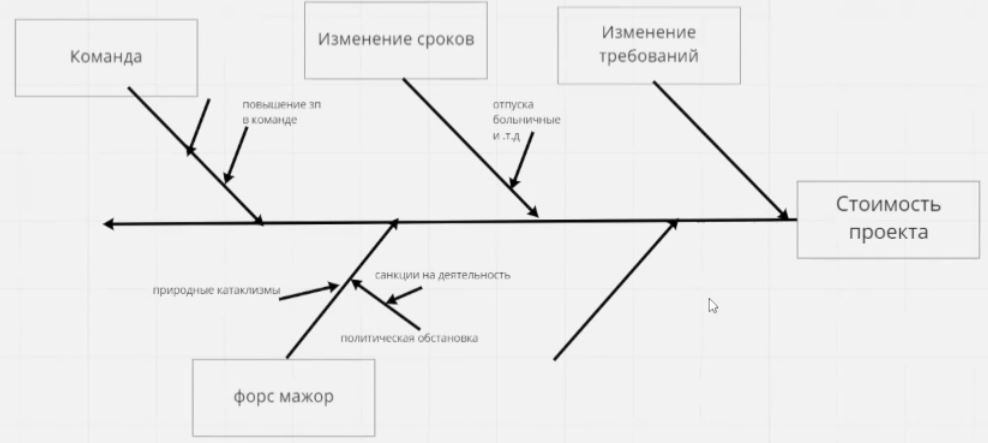 Команда
Изменение сроков
Изменение
требований
повышение зп
в команде
отпуска
больничные
и .т.д
Стоимость
проекта
санкции на деятельность
природные катаклизмы
политическая обстановка
форс мажор